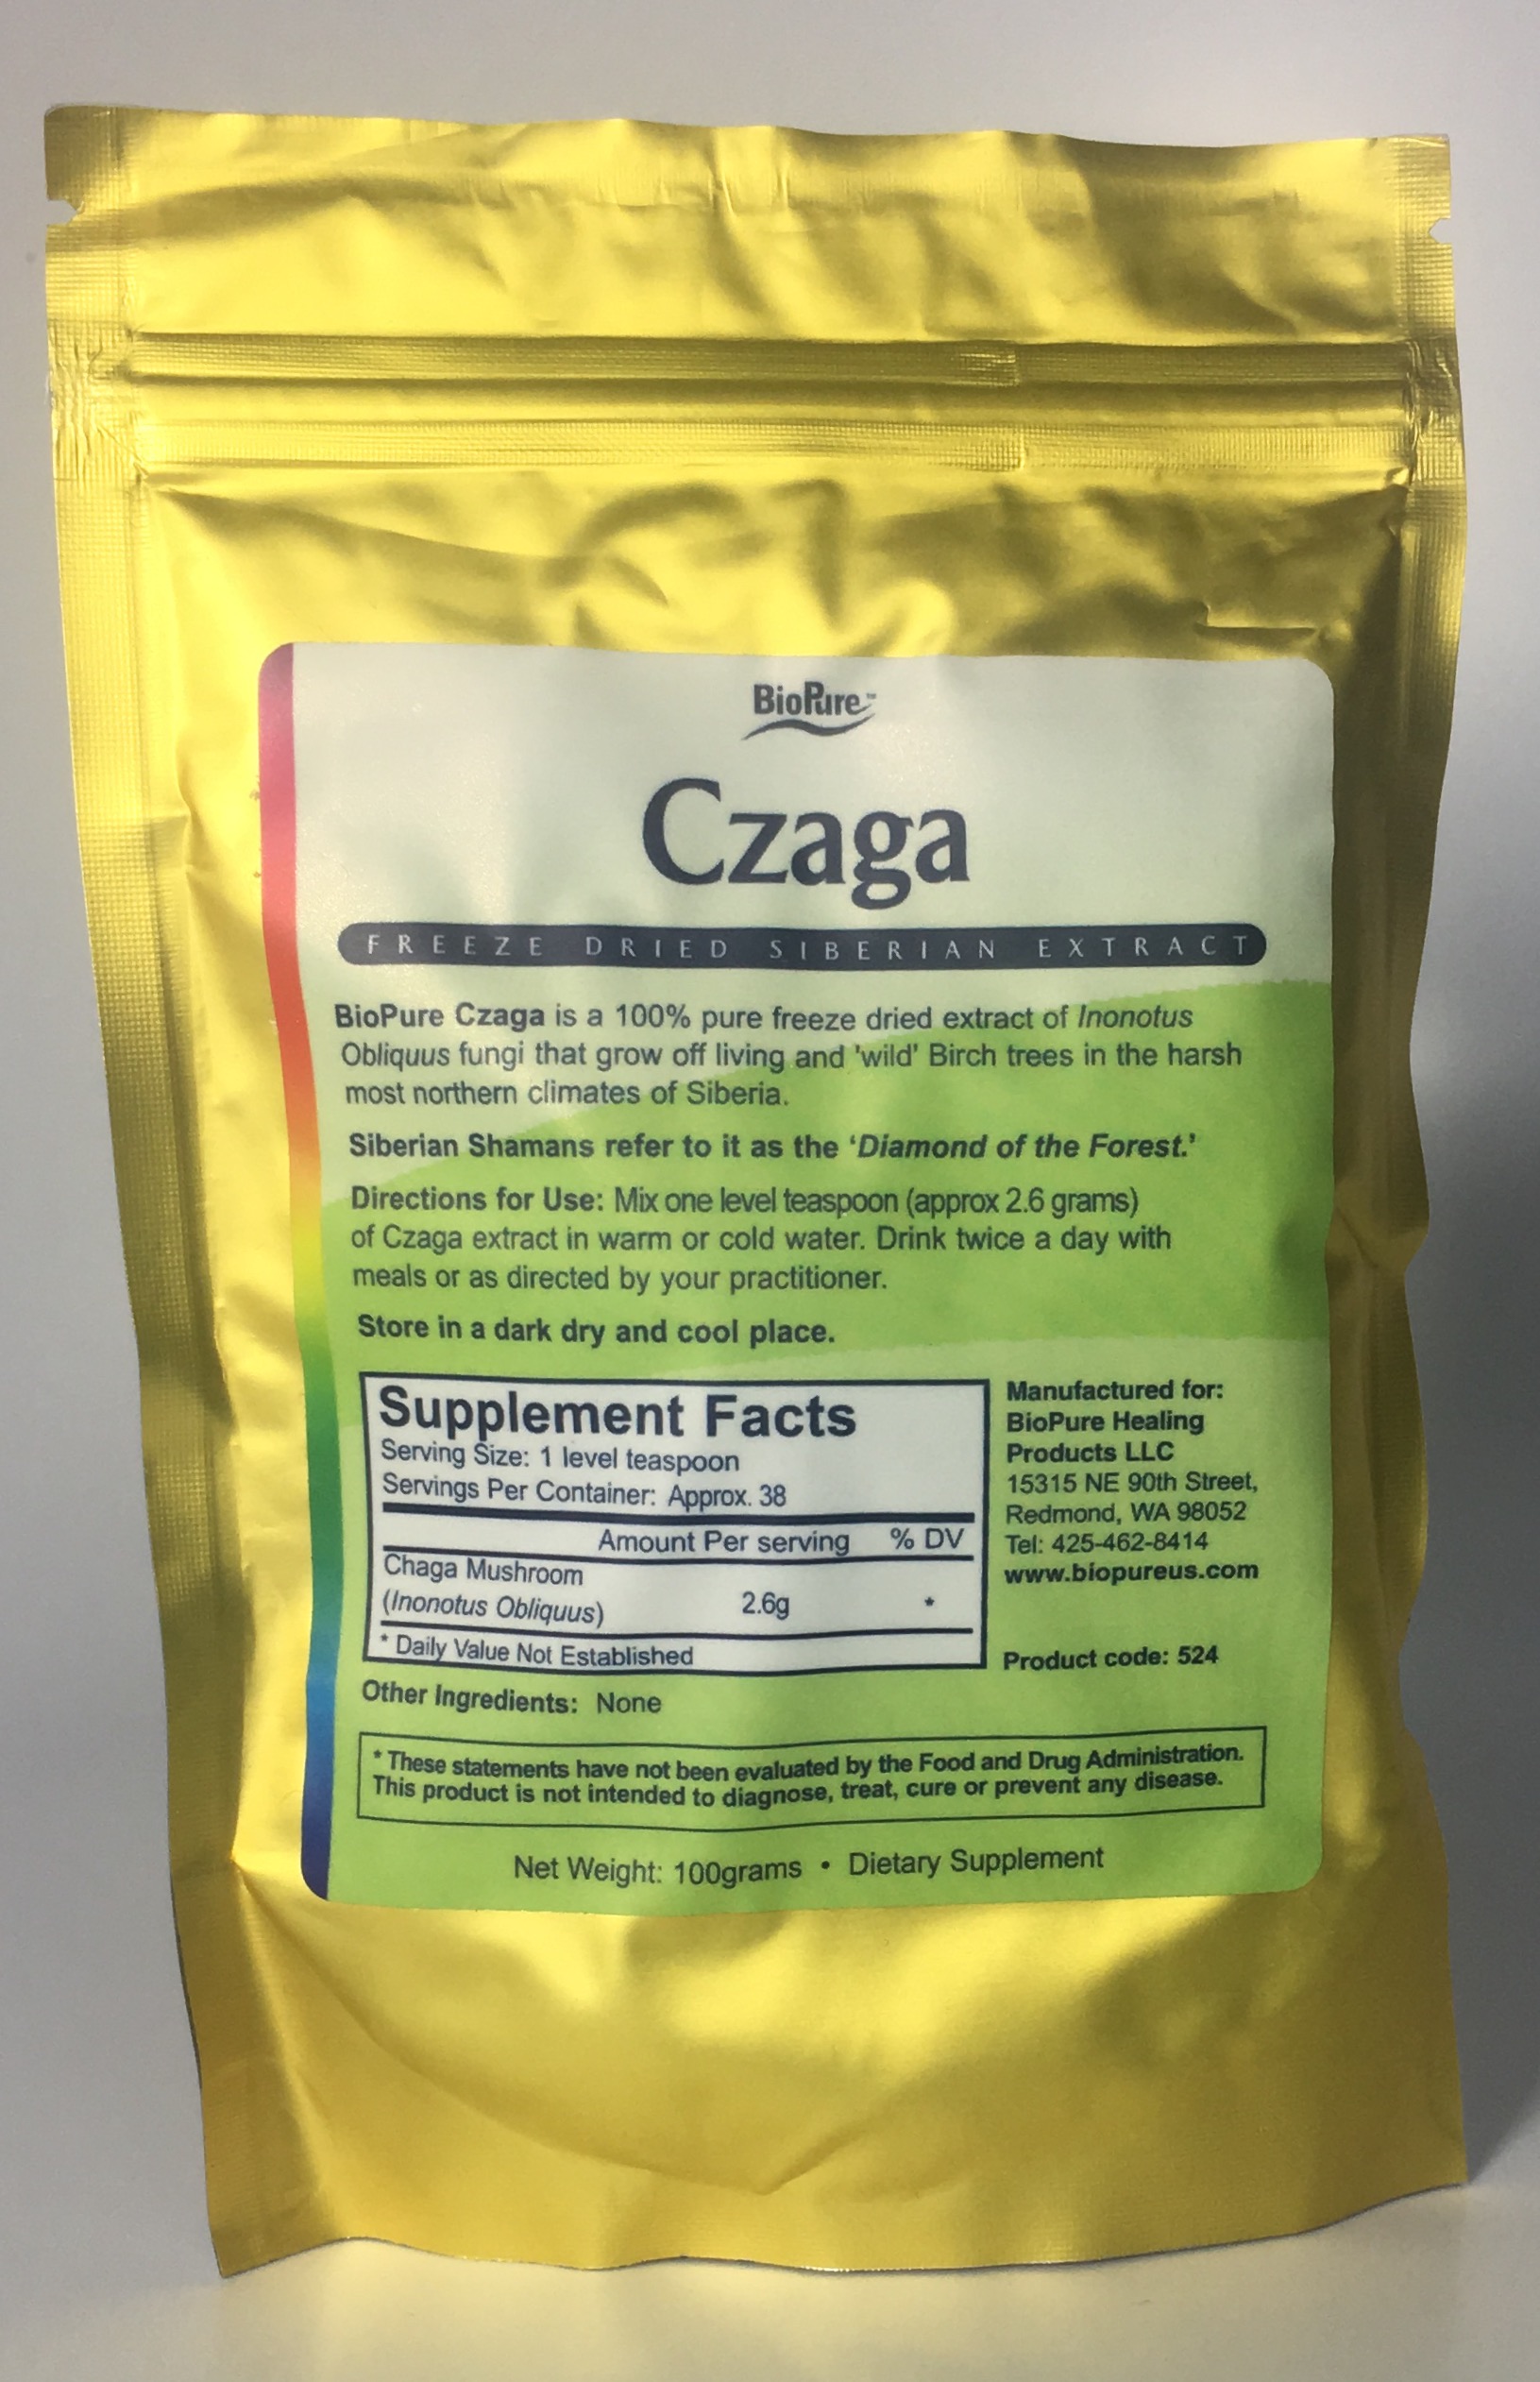 BioPure™
Czaga
FREEZE DRIED SIBERIAN EXTRACT
BioPure Czaga is a 100% pure freeze dried extract of Inonotus
Obliquus fungi that grow off living and 'wild' Birch trees in the harsh
most northern climates of Siberia.
Siberian Shamans refer to it as the ‘Diamond of the Forest.’
Directions for Use: Mix one level teaspoon (approx 2.6 grams)
of Czaga extract in warm or cold water. Drink twice a day with
meals or as directed by your practitioner.
Store in a dark dry and cool place.
Supplement Facts
Serving Size: 1 level teaspoon
Servings Per Container: Approx. 38
Amount Per serving % DV
Chaga Mushroom
(Inonotus Obliquus) 2.6g *
* Daily Value Not Established
Other Ingredients: None
Manufactured for:
BioPure Healing
Products LLC
15315 NE 90th Street,
Redmond, WA 98052
Tel: 425-462-8414
www.biopureus.com
Product code: 524
* These statements have not been evaluated by the Food and Drug Administration.
This product is not intended to diagnose, treat, cure or prevent any disease.
Net Weight: 100grams • Dietary Supplement